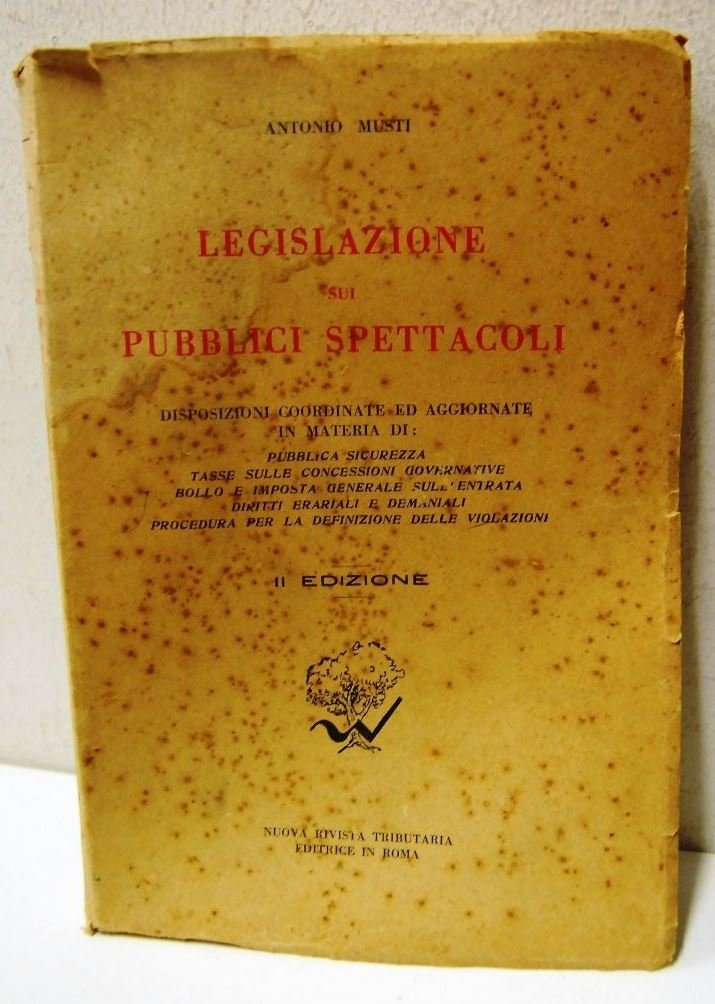 ANTONIO MUSTI
LEGISLAZIONE
SUI
PUBBLICI SPETTACOLI
DISPOSIZIONI COORDINATE ED AGGIORNATE
IN MATERIA DI:
PUBBLICA SICUREZZA
TASSE SULLE CONCESSIONI GOVERNATIVE
BOLLO E IMPOSTA GENERALE SULL'ENTRATA
DIRITTI ERARIALI E DEMANIALI
PROCEDURA PER LA DEFINIZIONE DELLE VIOLAZIONI
II EDIZIONE
NUOVA RIVISTA TRIBUTARIA
EDITRICE IN ROMA